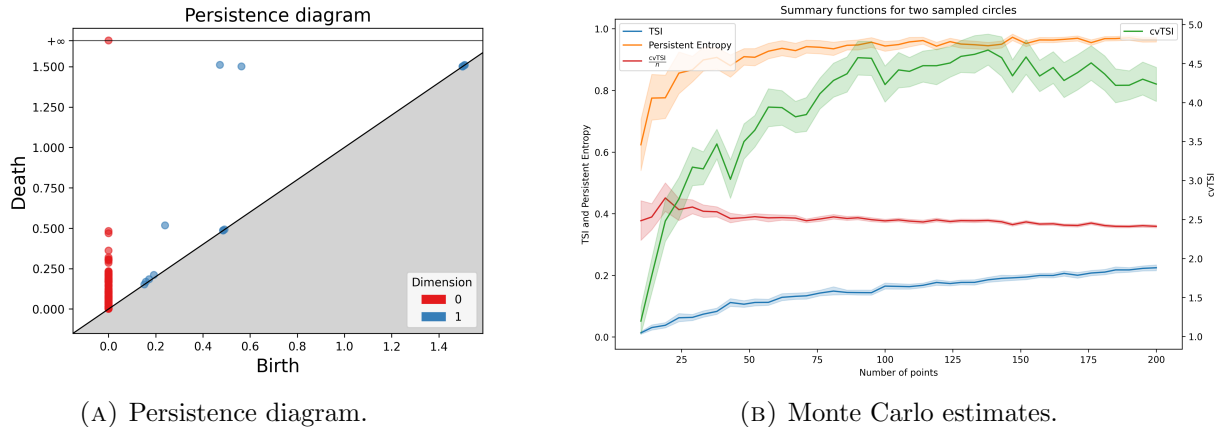 Persistence diagram
+∞
1.500
1.250
1.000
0.750
0.500
0.250
0.000
Death
0.0 0.2 0.4 0.6 0.8 1.0 1.2 1.4
Birth
Dimension
0
1
(A) Persistence diagram.
Summary functions for two sampled circles
TSI
Persistent Entropy
cvTSI
n
cvTSI
1.0
0.8
0.6
0.4
0.2
0.0
TSI and Persistent Entropy
5.0
4.5
4.0
3.5
3.0
2.5
2.0
1.5
1.0
cvTSI
25 50 75 100 125 150 175 200
Number of points
(B) Monte Carlo estimates.